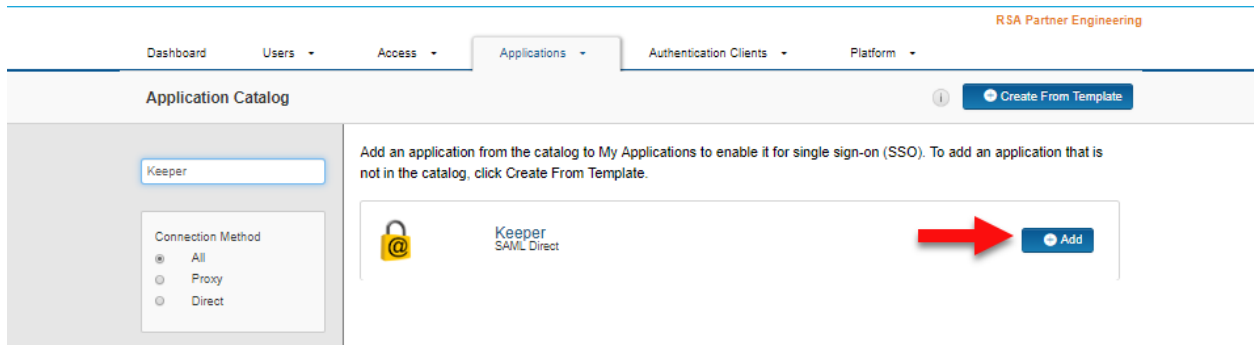 RSA Partner Engineering
Dashboard Users Access Applications Authentication Clients Platform
Application Catalog
i
Create From Template
Keeper
Add an application from the catalog to My Applications to enable it for single sign-on (SSO). To add an application that is
not in the catalog, click Create From Template.
Connection Method
All
Proxy
Direct
@
Keeper
SAML Direct
Add